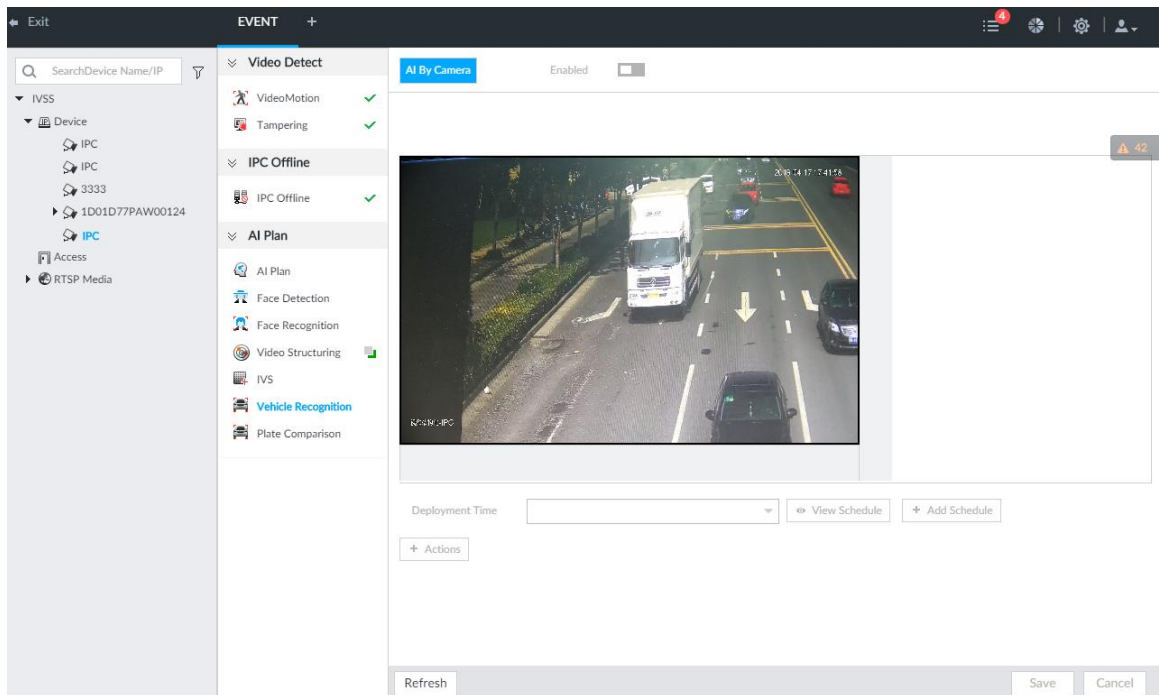 Exit
EVENT +
4
SearchDevice Name/IP
IVSS
Device
IPC
IPC
3333
1D01D77PAW00124
IPC
Access
RTSP Media
Video Detect
VideoMotion
Tampering
IPC Offline
IPC Offline
AI Plan
AI Plan
Face Detection
Face Recognition
Video Structuring
IVS
Vehicle Recognition
Plate Comparison
AI By Camera
Enabled
42
Deployment Time
View Schedule
+ Add Schedule
+ Actions
Refresh
Save
Cancel